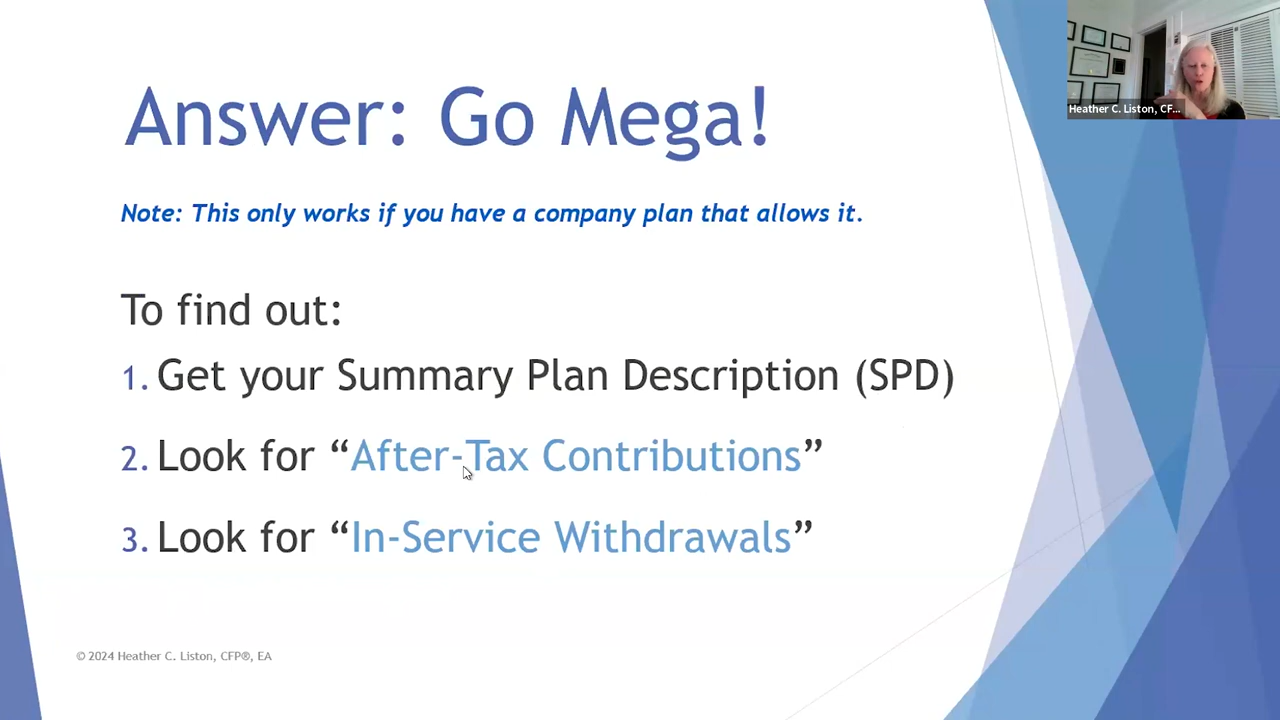 Answer: Go Mega!
Heather C. Liston, CF...
Note: This only works if you have a company plan that allows it.
To find out:
1. Get your Summary Plan Description (SPD)
2. Look for “After-Tax Contributions”
3. Look for “In-Service Withdrawals”
© 2024 Heather C. Liston, CFP®, EA